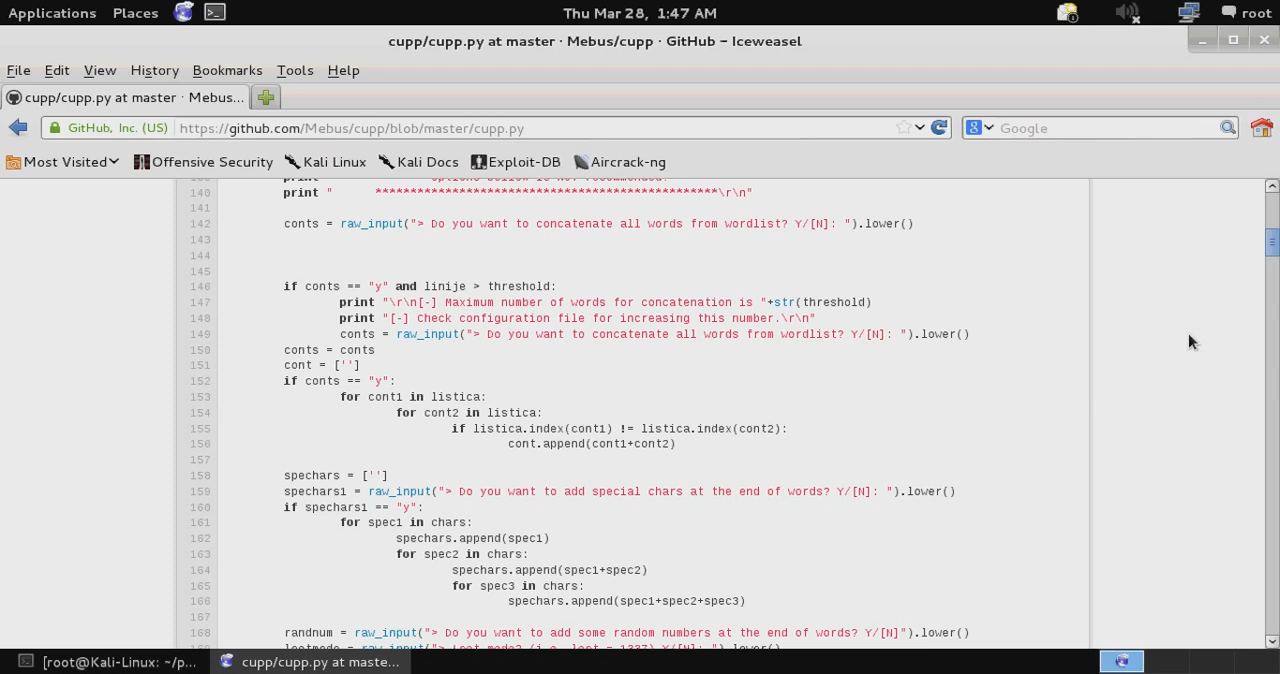 Applications Places Thu Mar 28, 1:47 AM root
cupp/cupp.py at master · Mebus/cupp · GitHub - Iceweasel
File Edit View History Bookmarks Tools Help
cupp/cupp.py at master · Mebus...
GitHub, Inc. (US) https://github.com/Mebus/cupp/blob/master/cupp.py Google
Most Visited Offensive Security Kali Linux Kali Docs Exploit-DB Aircrack-ng
140 print " *************************************************\r\n"
141
142 conts = raw_input("> Do you want to concatenate all words from wordlist? Y/[N]: ").lower()
143
144
145
146 if conts == "y" and linije > threshold:
147 print "\r\n[-] Maximum number of words for concatenation is "+str(threshold)
148 print "[-] Check configuration file for increasing this number.\r\n"
149 conts = raw_input("> Do you want to concatenate all words from wordlist? Y/[N]: ").lower()
150 conts = conts
151 cont = ['']
152 if conts == "y":
153 for cont1 in listica:
154 for cont2 in listica:
155 if listica.index(cont1) != listica.index(cont2):
156 cont.append(cont1+cont2)
157
158 spechars = ['']
159 spechars1 = raw_input("> Do you want to add special chars at the end of words? Y/[N]: ").lower()
160 if spechars1 == "y":
161 for spec1 in chars:
162 spechars.append(spec1)
163 for spec2 in chars:
164 spechars.append(spec1+spec2)
165 for spec3 in chars:
166 spechars.append(spec1+spec2+spec3)
167
168 randnum = raw_input("> Do you want to add some random numbers at the end of words? Y/[N]").lower()
[root@Kali-Linux: ~/p... cupp/cupp.py at maste...